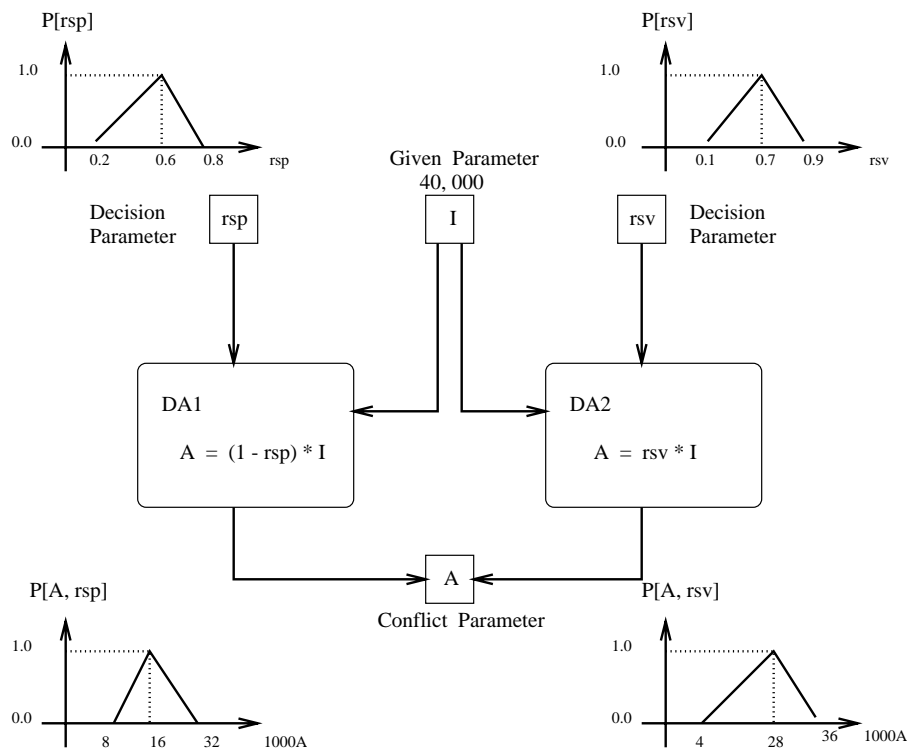 P[rsp]
1.0
0.0
0.2 0.6 0.8 rsp
P[rsv]
1.0
0.0
0.1 0.7 0.9 rsv
Given Parameter
40, 000
Decision
Parameter
rsp
I
rsv
Decision
Parameter
DA1
A = (1 - rsp) * I
DA2
A = rsv * I
A
Conflict Parameter
P[A, rsp]
1.0
0.0
8 16 32 1000A
P[A, rsv]
1.0
0.0
4 28 36 1000A